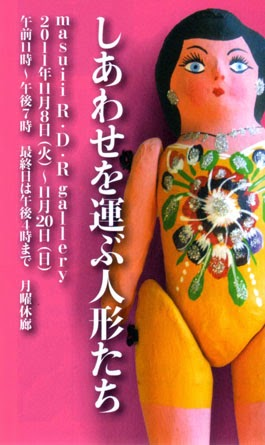 しあわせを運ぶ人形たち
masuii R・D・R gallery
2011年11月8日(火)〜11月20日(日)
午前11時〜午後7時 最終日は午後4時まで 月曜休廊